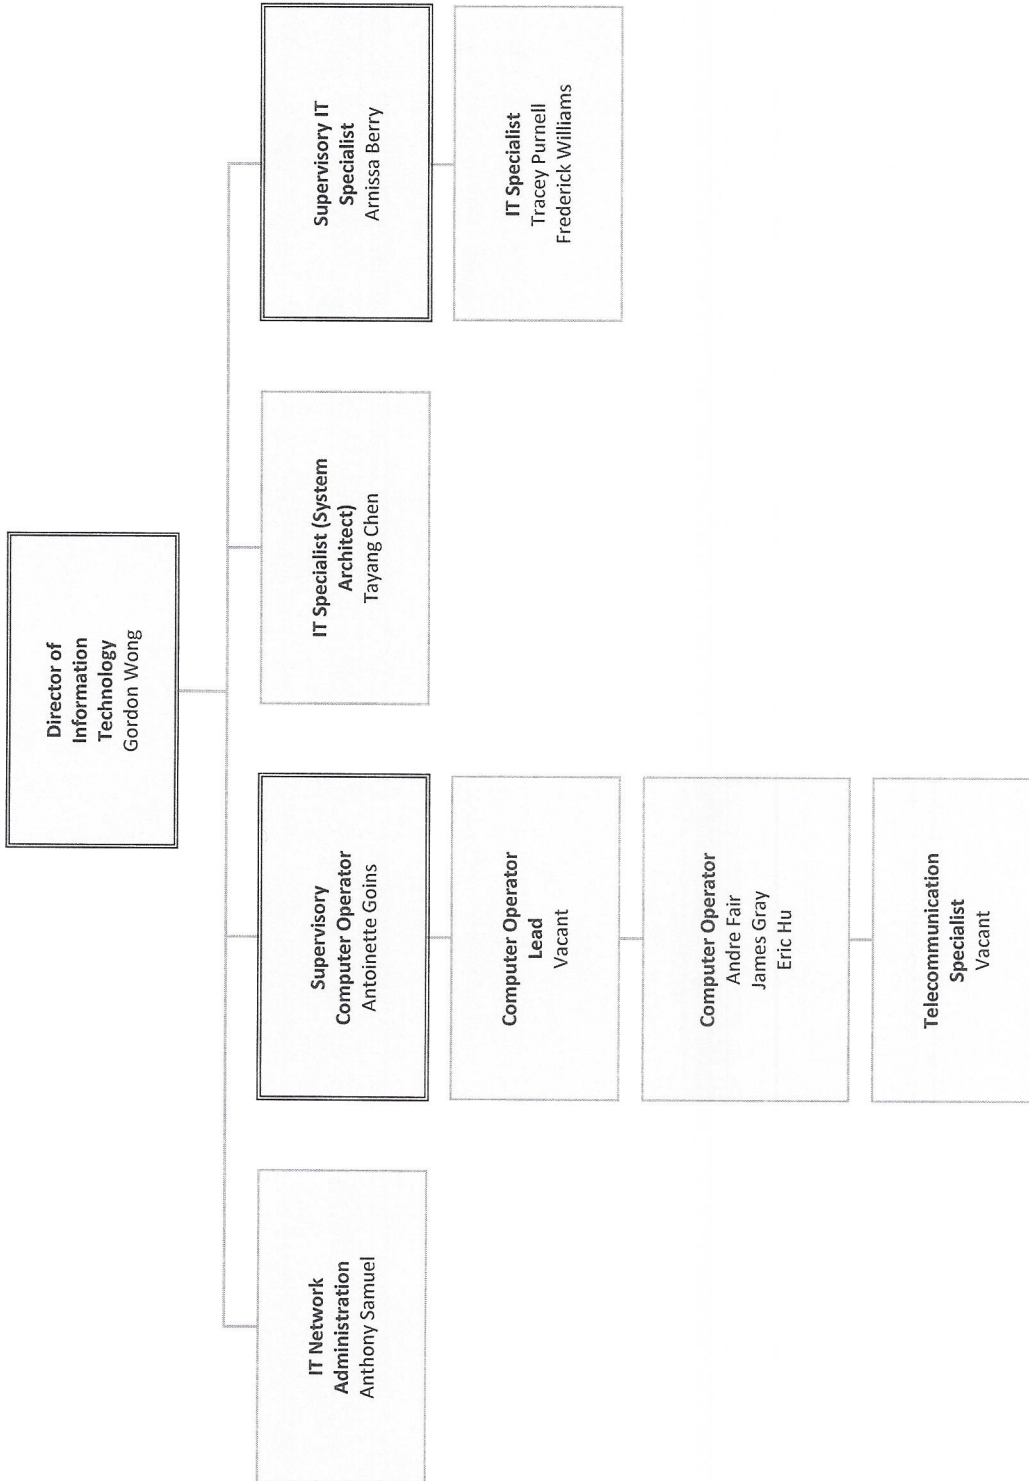 Director of
Information
Technology
Gordon Wong
IT Network
Administration
Anthony Samuel
Supervisory
Computer Operator
Antoinette Goins
Computer Operator
Lead
Vacant
Computer Operator
Andre Fair
James Gray
Eric Hu
Telecommunication
Specialist
Vacant
IT Specialist (System
Architect)
Tayang Chen
Supervisory IT
Specialist
Arnissa Berry
IT Specialist
Tracey Purnell
Frederick Williams